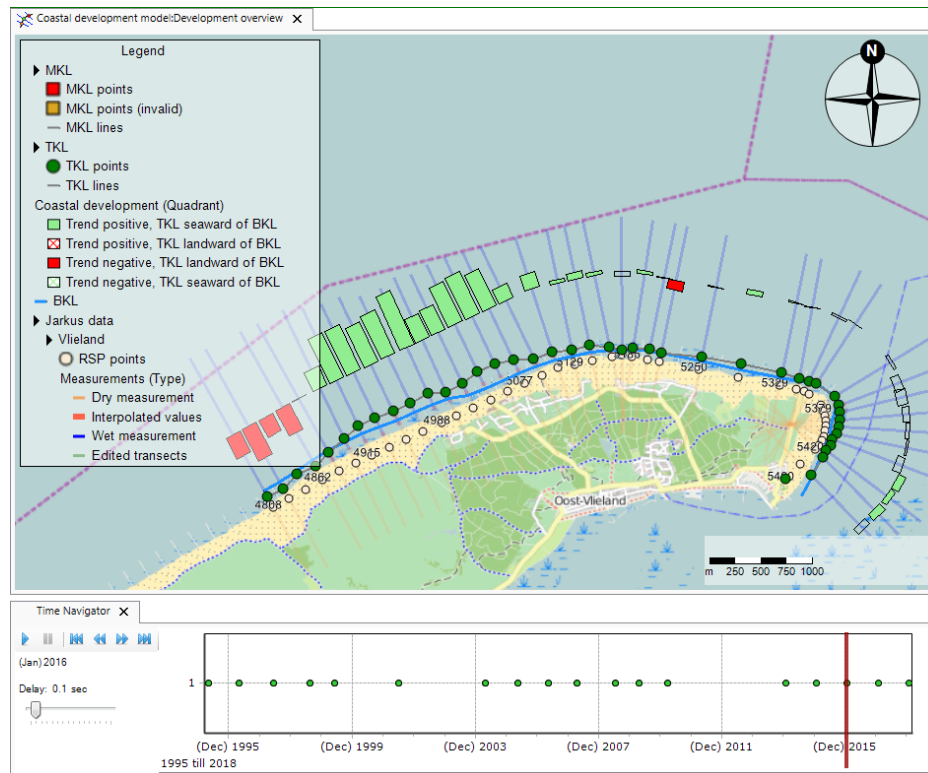 Coastal development model:Development overview
Legend
MKL
MKL points
MKL points (invalid)
MKL lines
TKL
TKL points
TKL lines
Coastal development (Quadrant)
Trend positive, TKL seaward of BKL
Trend positive, TKL landward of BKL
Trend negative, TKL landward of BKL
Trend negative, TKL seaward of BKL
BKL
Jarkus data
Vlieland
RSP points
Measurements (Type)
Dry measurement
Interpolated values
Wet measurement
Edited transects
N
5077
5129
5250
5329
5379
5420
4988
4915
4862
4808
Oost-Vlieland
m 250 500 750 1000
Time Navigator
(Jan) 2016
Delay: 0.1 sec
1
(Dec) 1995 (Dec) 1999 (Dec) 2003 (Dec) 2007 (Dec) 2011 (Dec) 2015
1995 till 2018